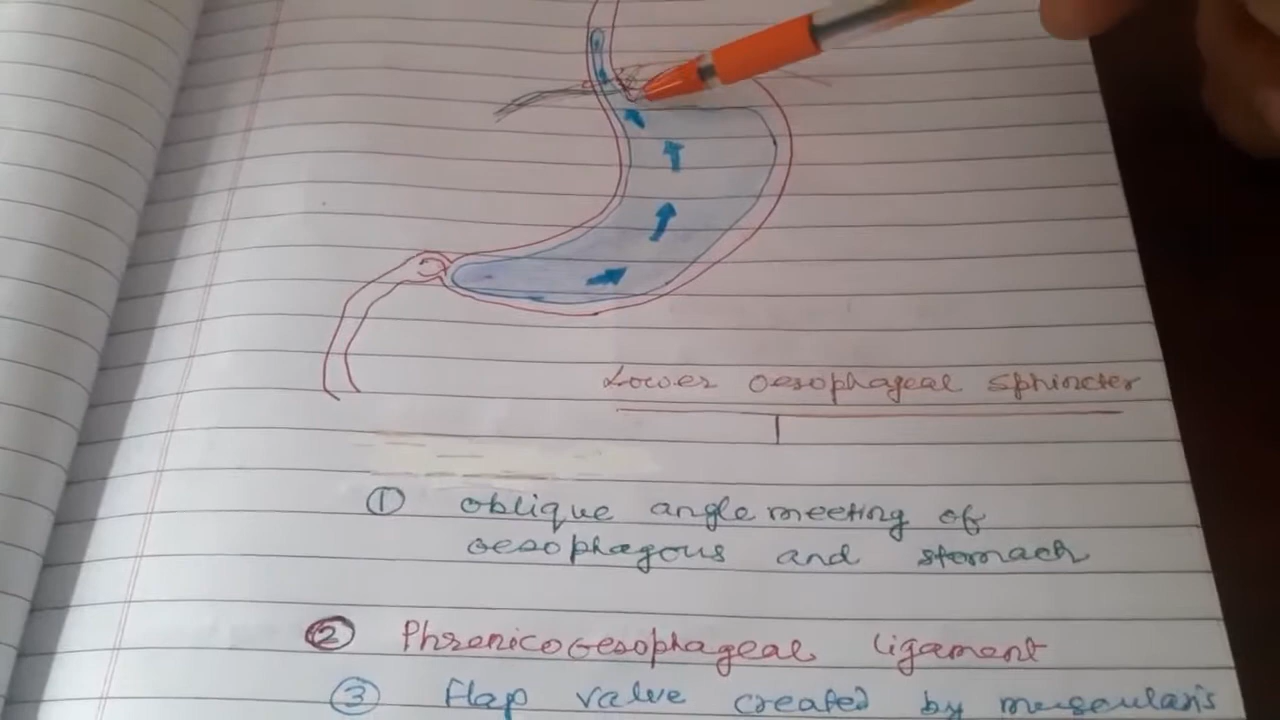 Lower oesophageal sphincter
① oblique angle meeting of
oesophagous and stomach
② Phrenicooesophageal ligament
③ flap valve created by muscularis